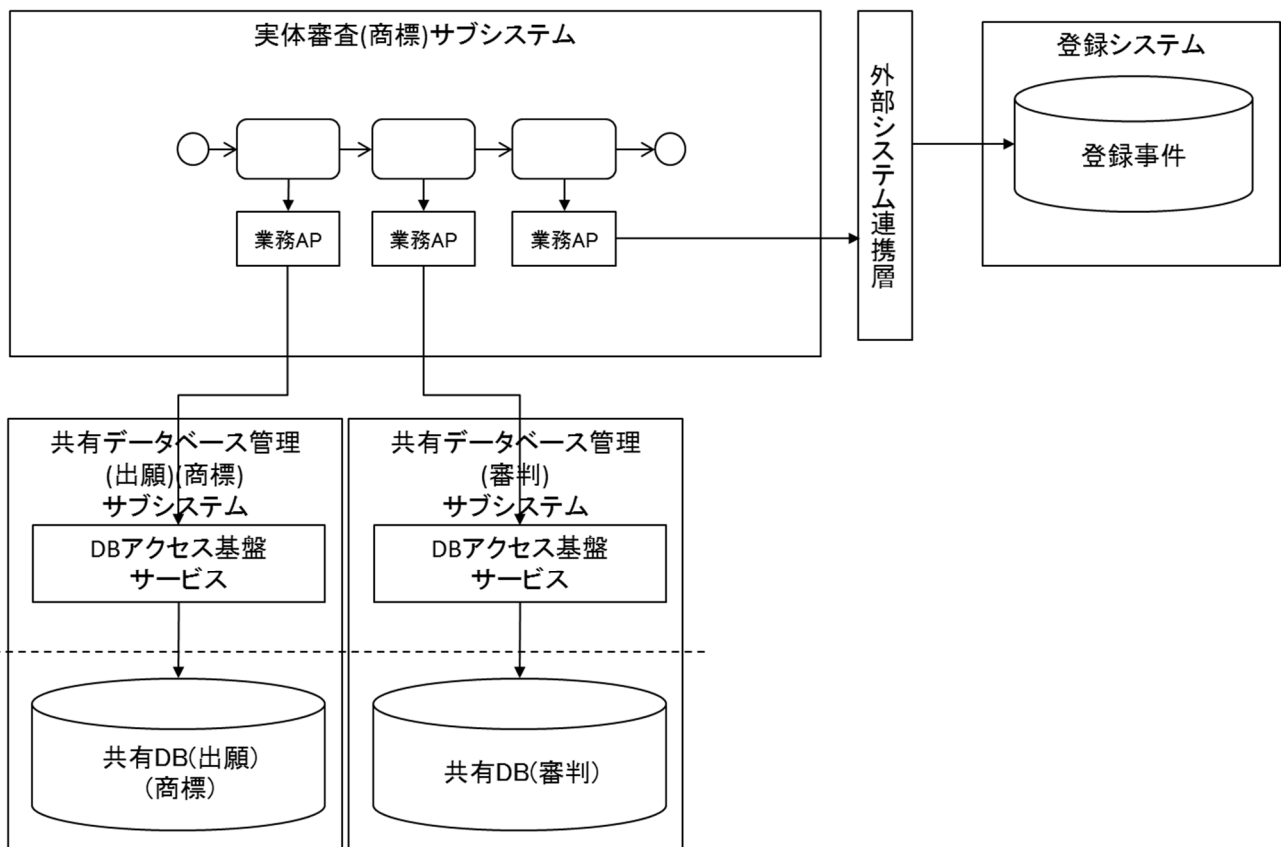 実体審査(商標)サブシステム
業務AP
業務AP
業務AP
外部システム連携層
登録システム
登録事件
共有データベース管理
(出願)(商標)
サブシステム
DBアクセス基盤
サービス
共有DB(出願)
(商標)
共有データベース管理
(審判)
サブシステム
DBアクセス基盤
サービス
共有DB(審判)